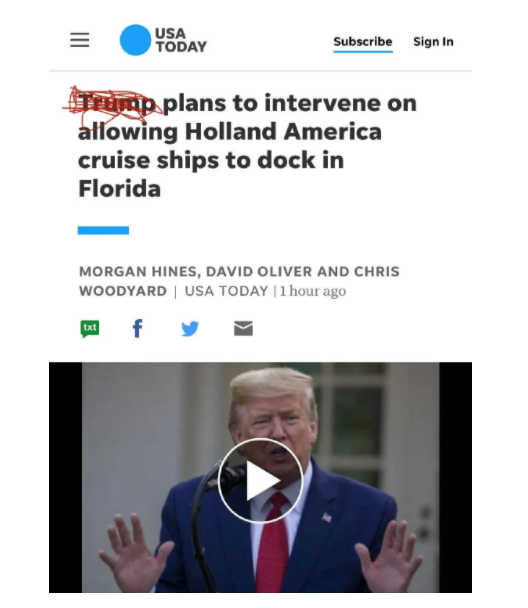 USA
TODAY
Subscribe Sign In
Trump plans to intervene on
allowing Holland America
cruise ships to dock in
Florida
MORGAN HINES, DAVID OLIVER AND CHRIS
WOODYARD | USA TODAY | 1 hour ago
txt